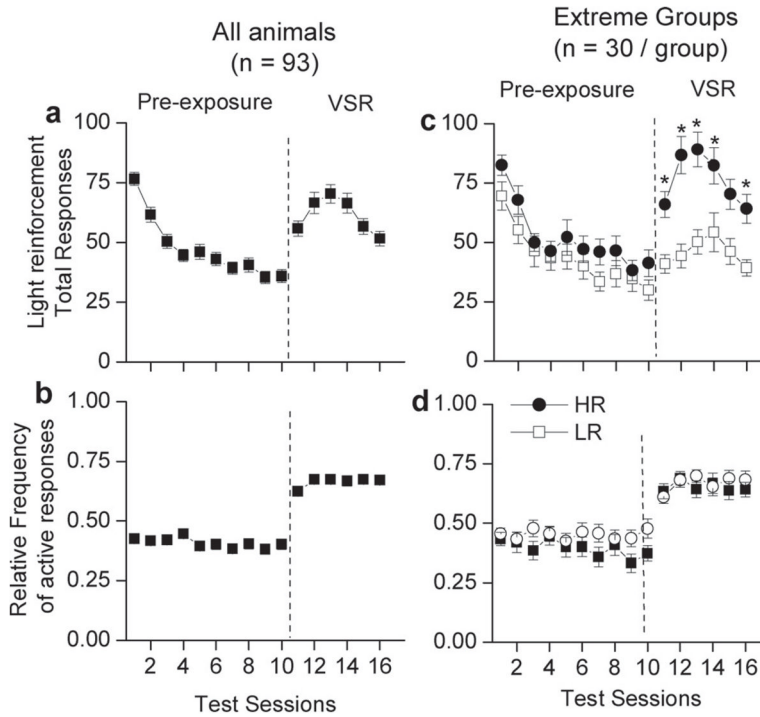 All animals
(n = 93)
Extreme Groups
(n = 30 / group)
Pre-exposure
VSR
Pre-exposure
VSR
a
100
75
50
25
0
Light reinforcement
Total Responses
c
100
75
50
25
0
* * * * *
b
1.00
0.75
0.50
0.25
0.00
Relative Frequency
of active responses
2 4 6 8 10 12 14 16
Test Sessions
d
1.00
0.75
0.50
0.25
0.00
HR
LR
2 4 6 8 10 12 14 16
Test Sessions